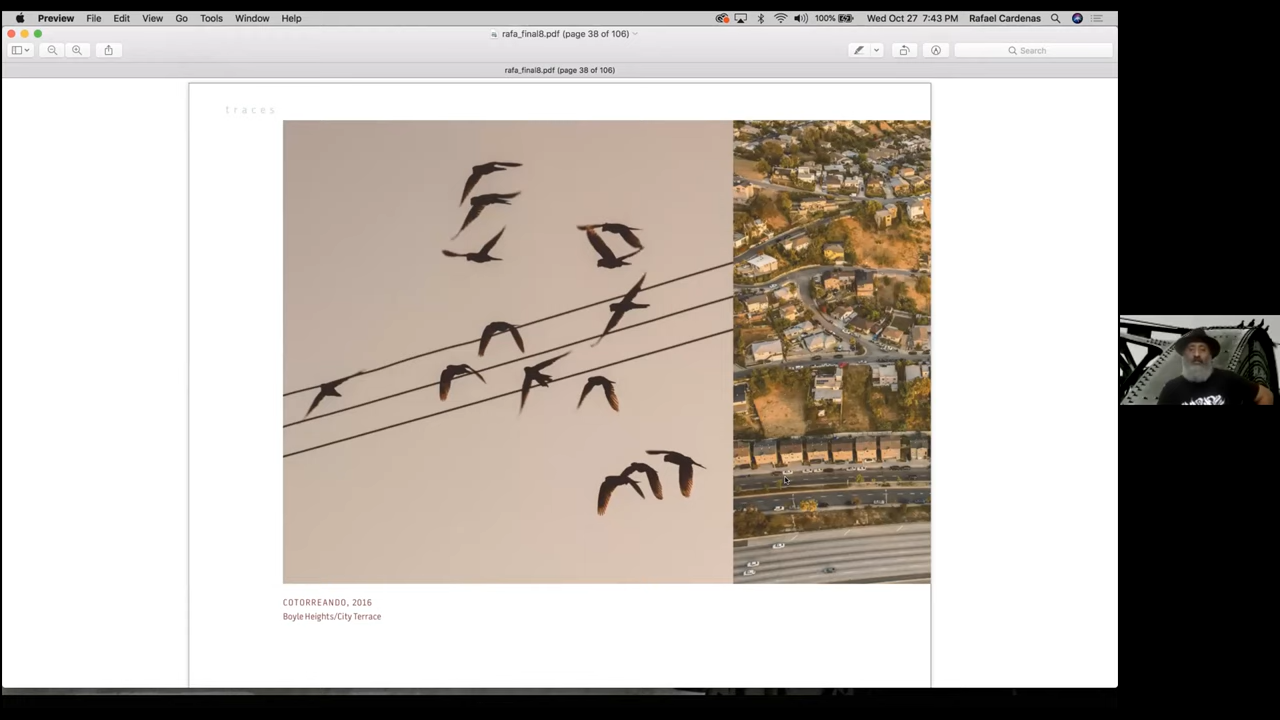 Preview File Edit View Go Tools Window Help 100% Wed Oct 27 7:43 PM Rafael Cardenas
rafa_final8.pdf (page 38 of 106)
Search
rafa_final8.pdf (page 38 of 106)
traces
COTORREANDO, 2016
Boyle Heights/City Terrace